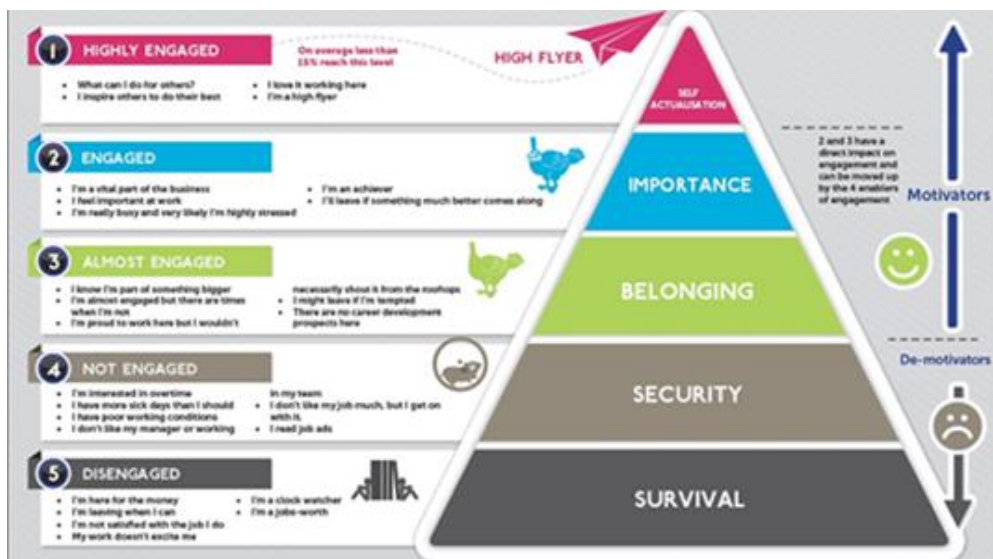 1 HIGHLY ENGAGED
On average less than
15% reach this level
HIGH FLYER
• What can I do for others?
• I inspire others to do their best
• I love it working here
• I'm a high flyer
SELF
ACTUALISATION
2 ENGAGED
• I'm a vital part of the business
• I feel important at work
• I'm really busy and very likely I'm highly stressed
• I'm an achiever
• I'll leave if something much better comes along
IMPORTANCE
2 and 3 have a
direct impact on
engagement and
can be moved up
by the 4 enablers
of engagement
Motivators
3 ALMOST ENGAGED
• I know I'm part of something bigger
• I'm almost engaged but there are times
when I'm not
• I'm proud to work here but I wouldn't
necessarily shout it from the rooftops
• I might leave if I'm tempted
• There are no career development
prospects here
BELONGING
De-motivators
4 NOT ENGAGED
• I'm interested in overtime
• I have more sick days than I should
• I have poor working conditions
• I don't like my manager or working
in my team
• I don't like my job much, but I get on
with it.
• I read job ads
SECURITY
5 DISENGAGED
• I'm here for the money
• I'm leaving when I can
• I'm not satisfied with the job I do
• My work doesn't excite me
• I'm a clock watcher
• I'm a jobs-worth
SURVIVAL